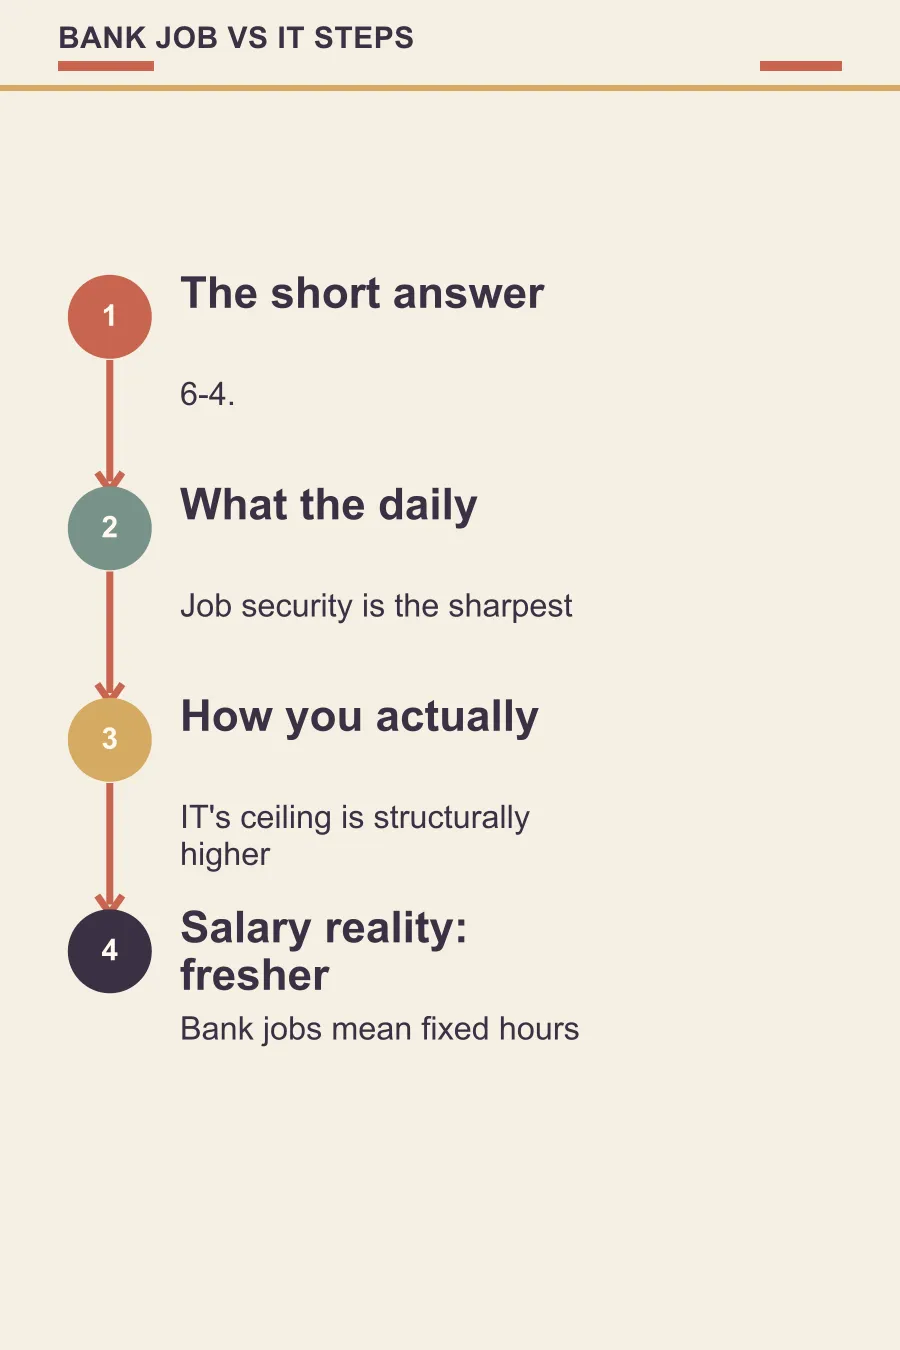 BANK JOB VS IT STEPS
1
The short answer
6-4.
2
What the daily
Job security is the sharpest
3
How you actually
IT's ceiling is structurally
higher
4
Salary reality:
fresher
Bank jobs mean fixed hours